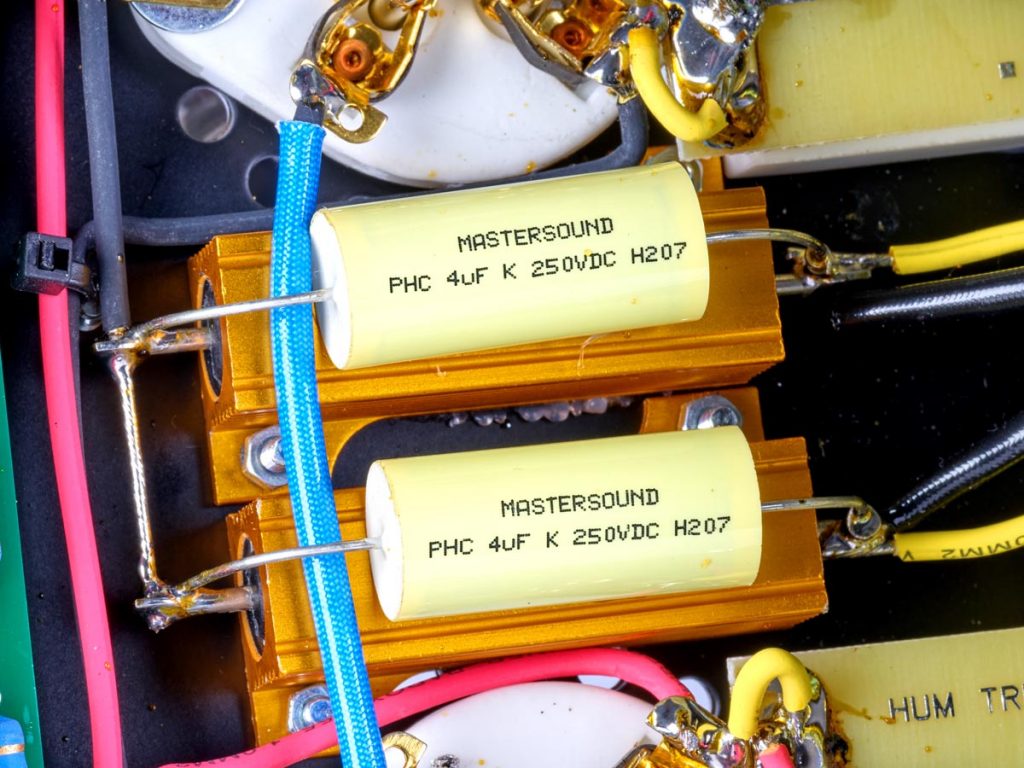 MASTERSOUND
PHC 4uF K 250VDC H207
MASTERSOUND
PHC 4uF K 250VDC H207
HUM TR